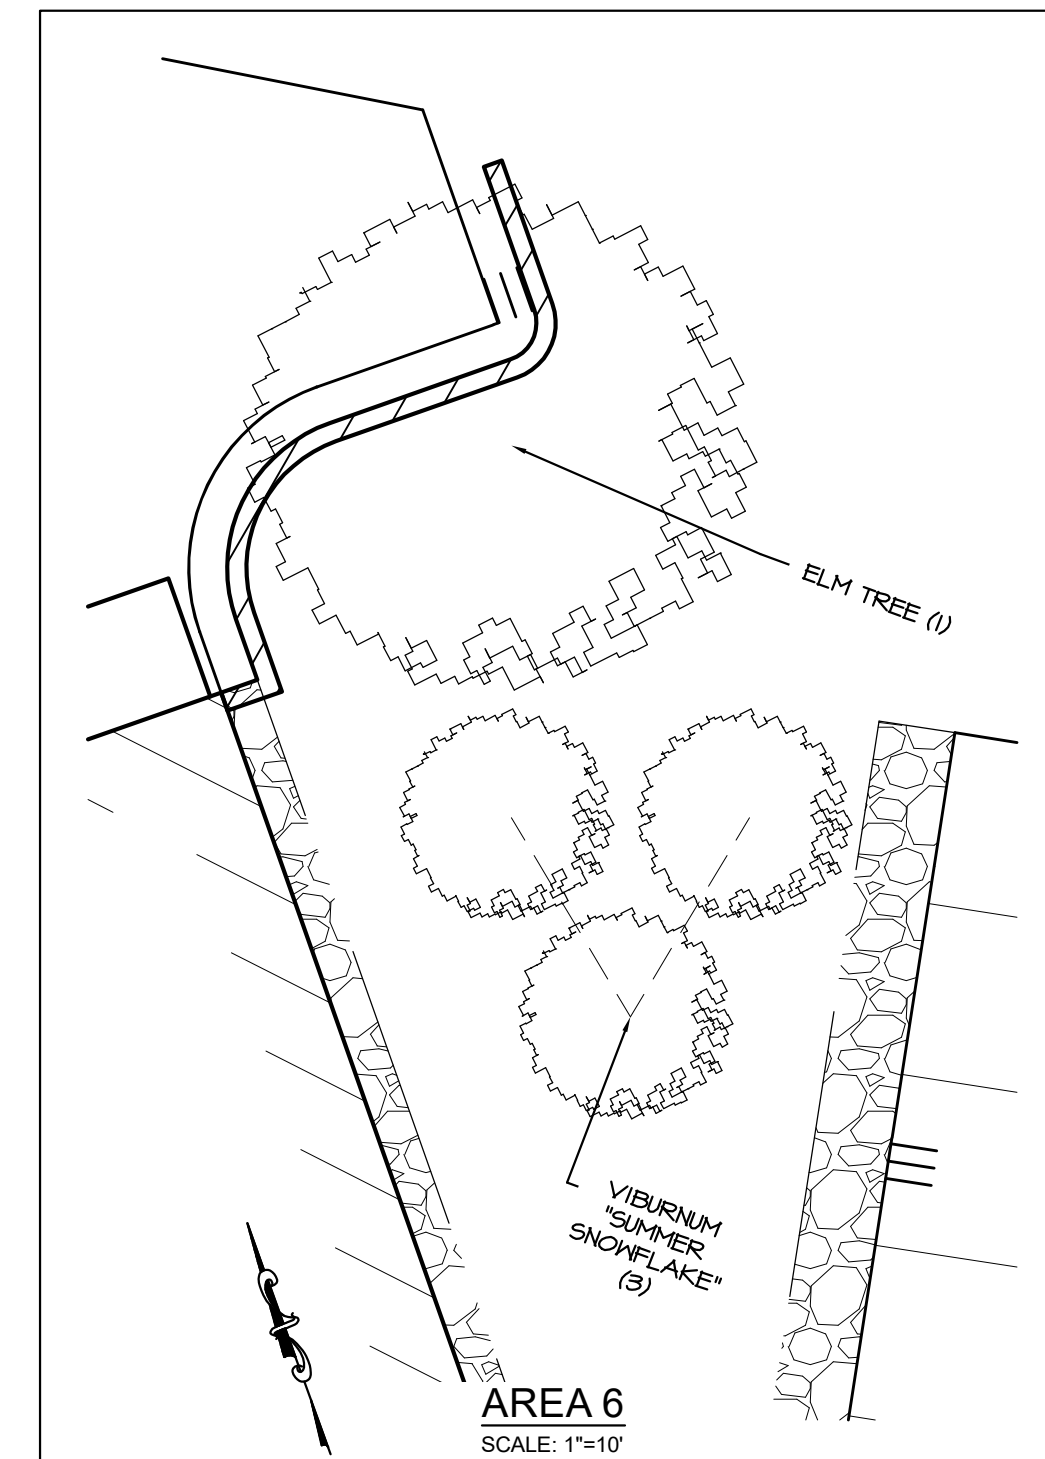 ELM TREE (1)
VIBURNUM
"SUMMER
SNOWFLAKE"
(3)
AREA 6
SCALE: 1"=10'